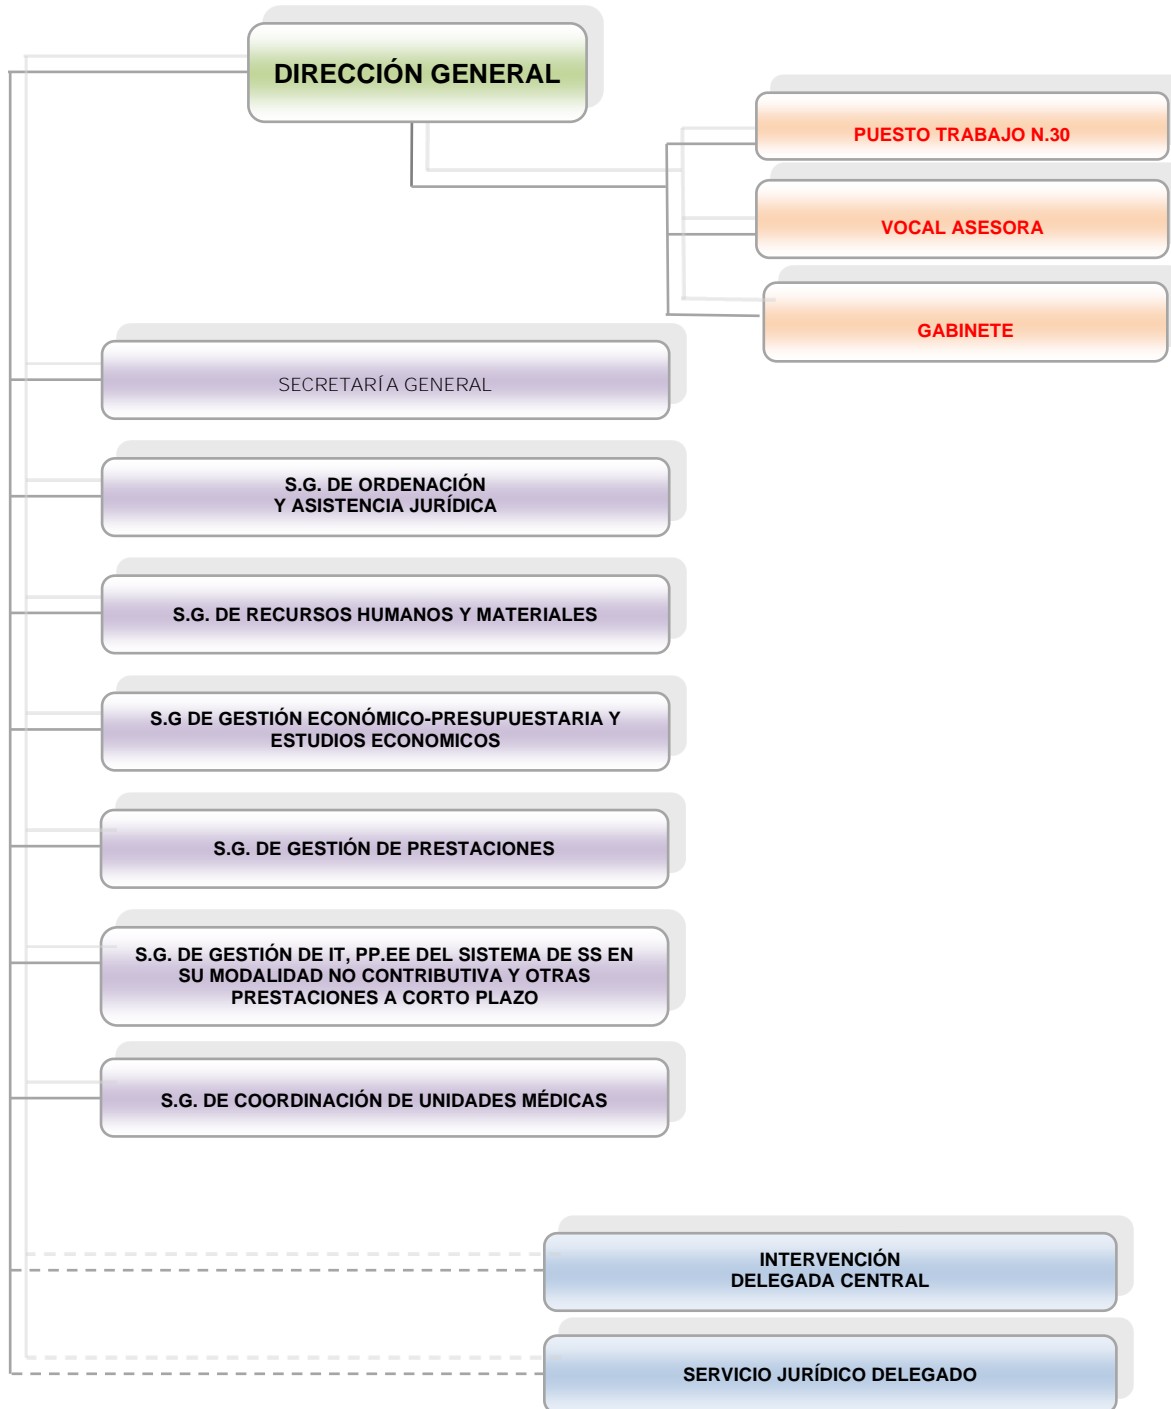 DIRECCIÓN GENERAL
PUESTO TRABAJO N.30
VOCAL ASESORA
GABINETE
SECRETARÍA GENERAL
S.G. DE ORDENACIÓN
Y ASISTENCIA JURÍDICA
S.G. DE RECURSOS HUMANOS Y MATERIALES
S.G DE GESTIÓN ECONÓMICO-PRESUPUESTARIA Y
ESTUDIOS ECONOMICOS
S.G. DE GESTIÓN DE PRESTACIONES
S.G. DE GESTIÓN DE IT, PP.EE DEL SISTEMA DE SS EN
SU MODALIDAD NO CONTRIBUTIVA Y OTRAS
PRESTACIONES A CORTO PLAZO
S.G. DE COORDINACIÓN DE UNIDADES MÉDICAS
INTERVENCIÓN
DELEGADA CENTRAL
SERVICIO JURÍDICO DELEGADO